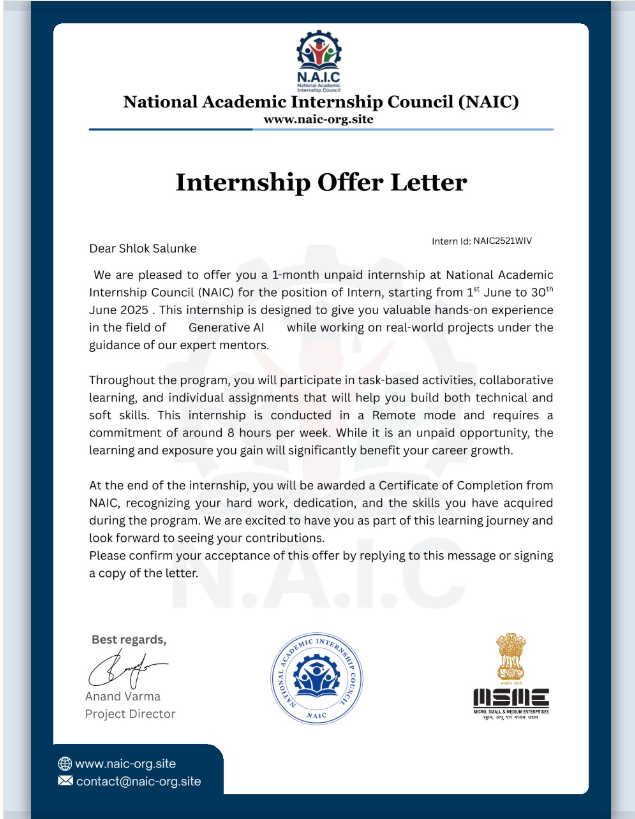 N.A.I.C
National Academic
Internship Council
National Academic Internship Council (NAIC)
www.naic-org.site
Internship Offer Letter
Intern Id: NAIC2521WIV
Dear Shlok Salunke
We are pleased to offer you a 1-month unpaid internship at National Academic
Internship Council (NAIC) for the position of Intern, starting from 1st June to 30th
June 2025 . This internship is designed to give you valuable hands-on experience
in the field of Generative AI while working on real-world projects under the
guidance of our expert mentors.
Throughout the program, you will participate in task-based activities, collaborative
learning, and individual assignments that will help you build both technical and
soft skills. This internship is conducted in a Remote mode and requires a
commitment of around 8 hours per week. While it is an unpaid opportunity, the
learning and exposure you gain will significantly benefit your career growth.
At the end of the internship, you will be awarded a Certificate of Completion from
NAIC, recognizing your hard work, dedication, and the skills you have acquired
during the program. We are excited to have you as part of this learning journey and
look forward to seeing your contributions.
Please confirm your acceptance of this offer by replying to this message or signing
a copy of the letter.
N.A.I.C
Best regards,
Anand Varma
Project Director
NATIONAL ACADEMIC INTERNSHIP COUNCIL
NAIC
MSME
MICRO, SMALL & MEDIUM ENTERPRISES
सूक्ष्म, लघु एवं मध्यम उद्यम
www.naic-org.site
contact@naic-org.site